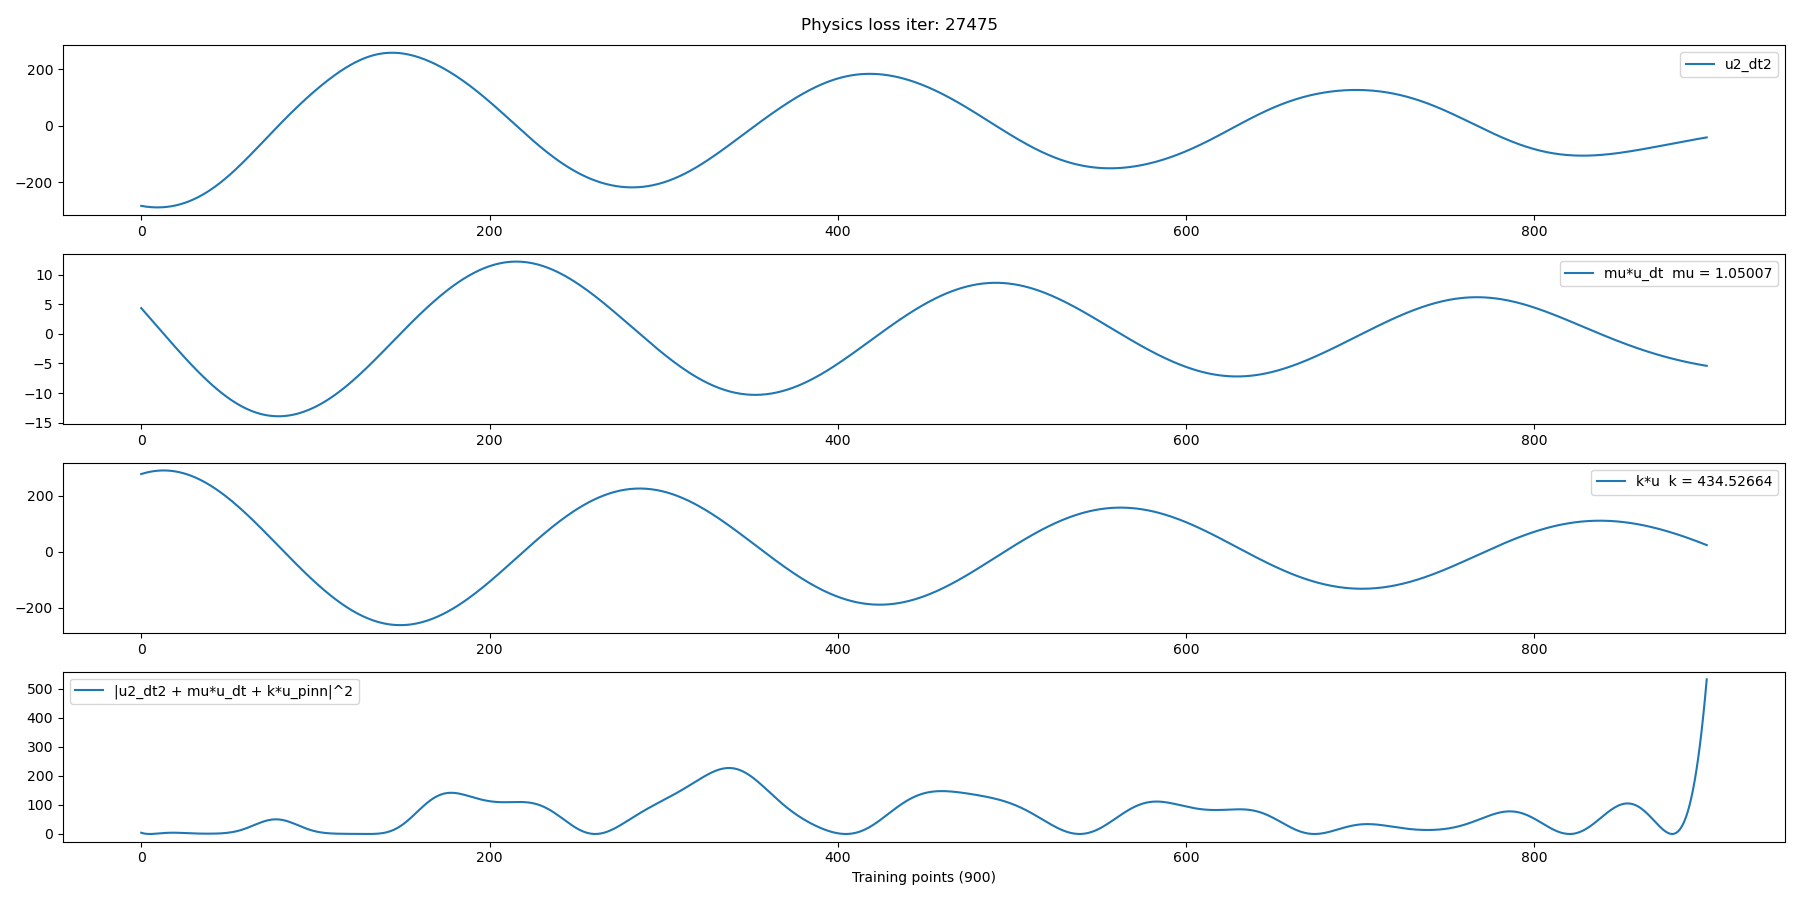 Physics loss iter: 27475
200
0
−200
u2_dt2
0 200 400 600 800
10
5
0
−5
−10
−15
mu*u_dt mu = 1.05007
0 200 400 600 800
200
0
−200
k*u k = 434.52664
0 200 400 600 800
500
400
300
200
100
0
|u2_dt2 + mu*u_dt + k*u_pinn|^2
0 200 400 600 800
Training points (900)